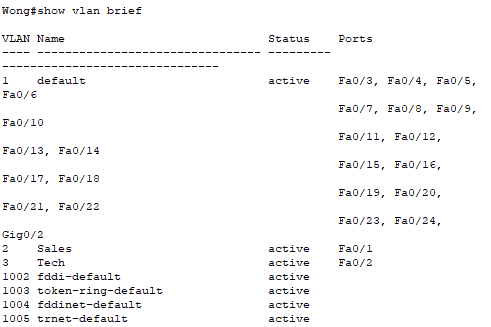 Wong#show vlan brief
VLAN Name                             Status    Ports
---- -------------------------------- ---------
-------------------------------
1    default                          active    Fa0/3, Fa0/4, Fa0/5,
Fa0/6
                                                Fa0/7, Fa0/8, Fa0/9,
Fa0/10
                                                Fa0/11, Fa0/12,
Fa0/13, Fa0/14
                                                Fa0/15, Fa0/16,
Fa0/17, Fa0/18
                                                Fa0/19, Fa0/20,
Fa0/21, Fa0/22
                                                Fa0/23, Fa0/24,
Gig0/2
2    Sales                            active    Fa0/1
3    Tech                             active    Fa0/2
1002 fddi-default                     active
1003 token-ring-default               active
1004 fddinet-default                  active
1005 trnet-default                    active